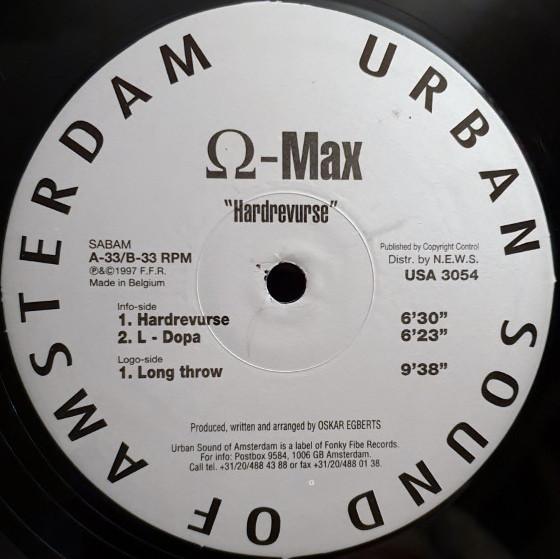 URBAN SOUND OF AMSTERDAM
Ω-Max
"Hardrevurse"
SABAM
A-33/B-33 RPM
℗&©1997 F.F.R.
Made in Belgium
Published by Copyright Control
Distr. by N.E.W.S.
USA 3054
Info-side
1. Hardrevurse 6'30"
2. L - Dopa 6'23"
Logo-side
1. Long throw 9'38"
Produced, written and arranged by OSKAR EGBERTS
Urban Sound of Amsterdam is a label of Fonky Fibe Records.
For info: Postbox 9584, 1006 GB Amsterdam.
Call tel. +31/20/488 43 88 or fax +31/20/488 01 38.